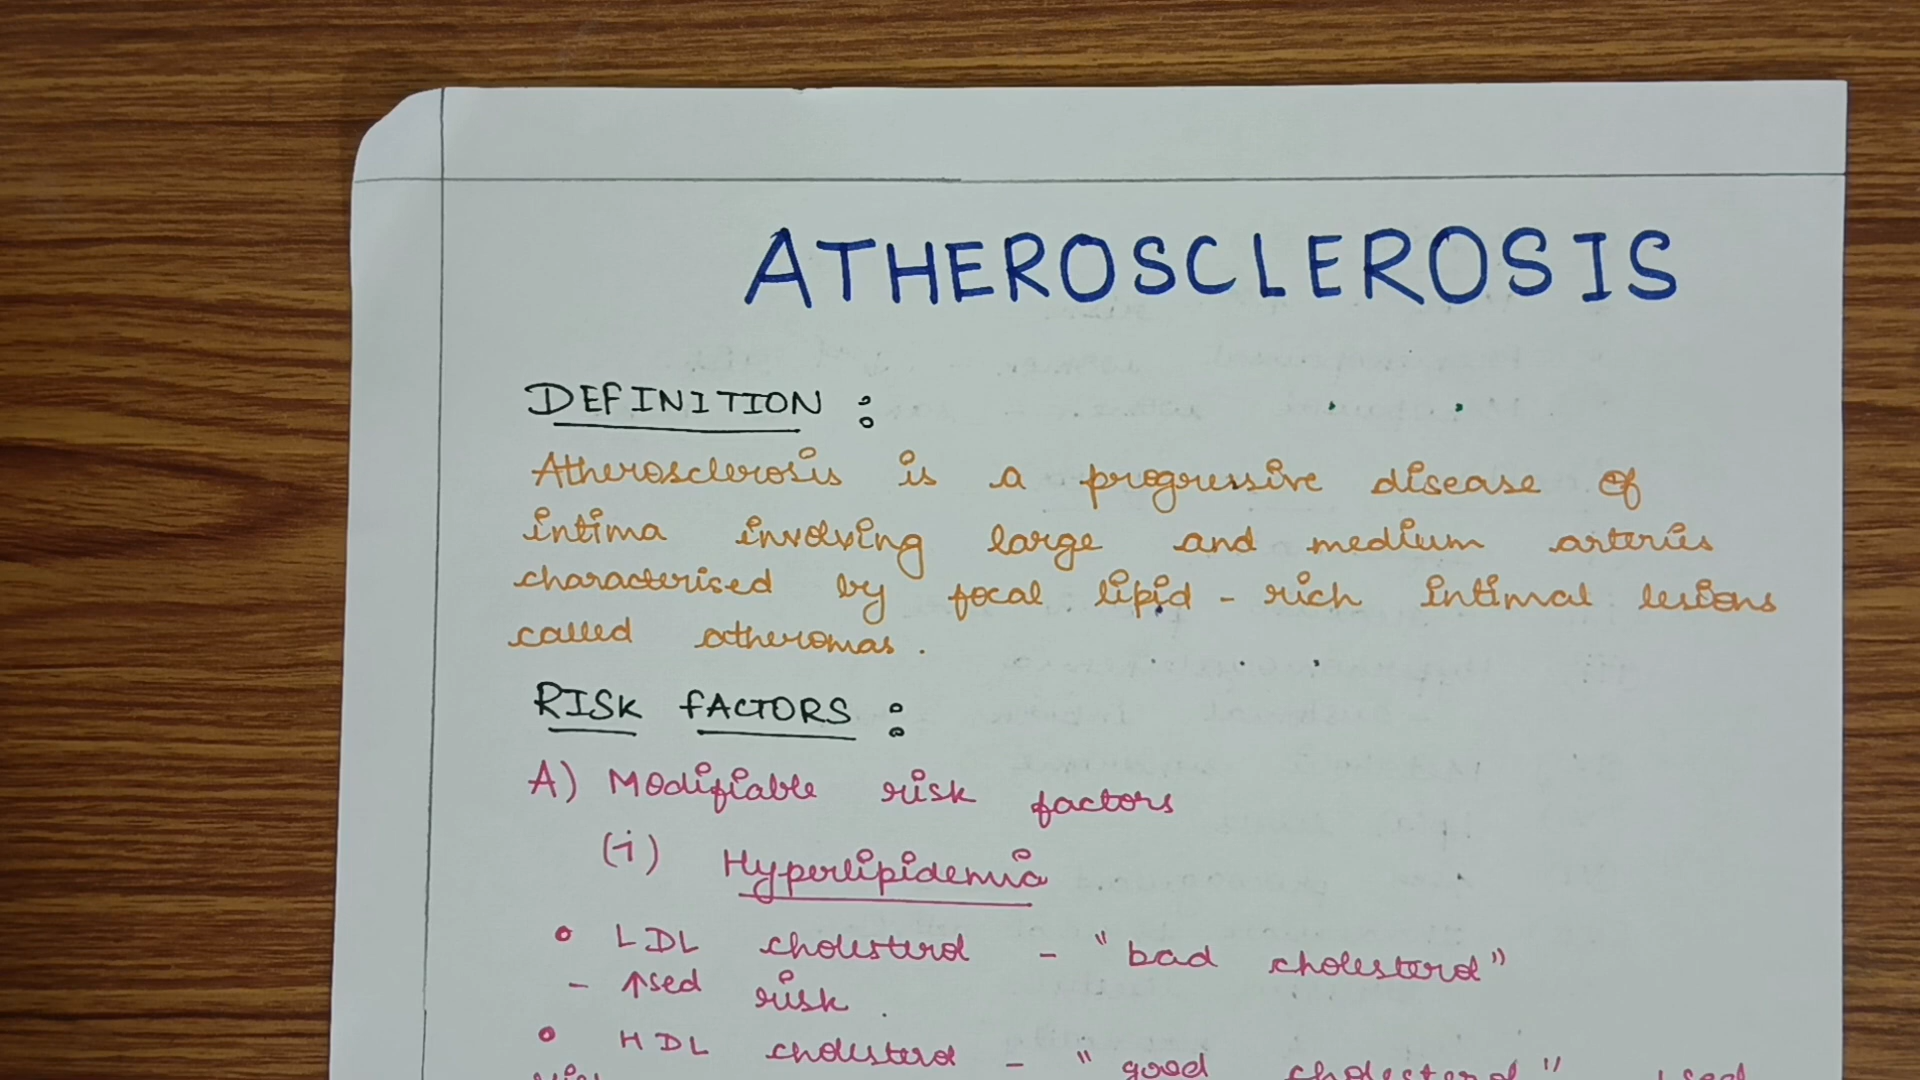 ATHEROSCLEROSIS
DEFINITION :
Atherosclerosis is a progressive disease of
intima involving large and medium arteries
characterised by focal lipid - rich intimal lesions
called atheromas .
RISK FACTORS :
A) Modifiable risk factors
(i) Hyperlipidemia
• LDL cholesterol - "bad cholesterol"
- ↑sed risk .
• HDL cholesterol - "good cholesterol"